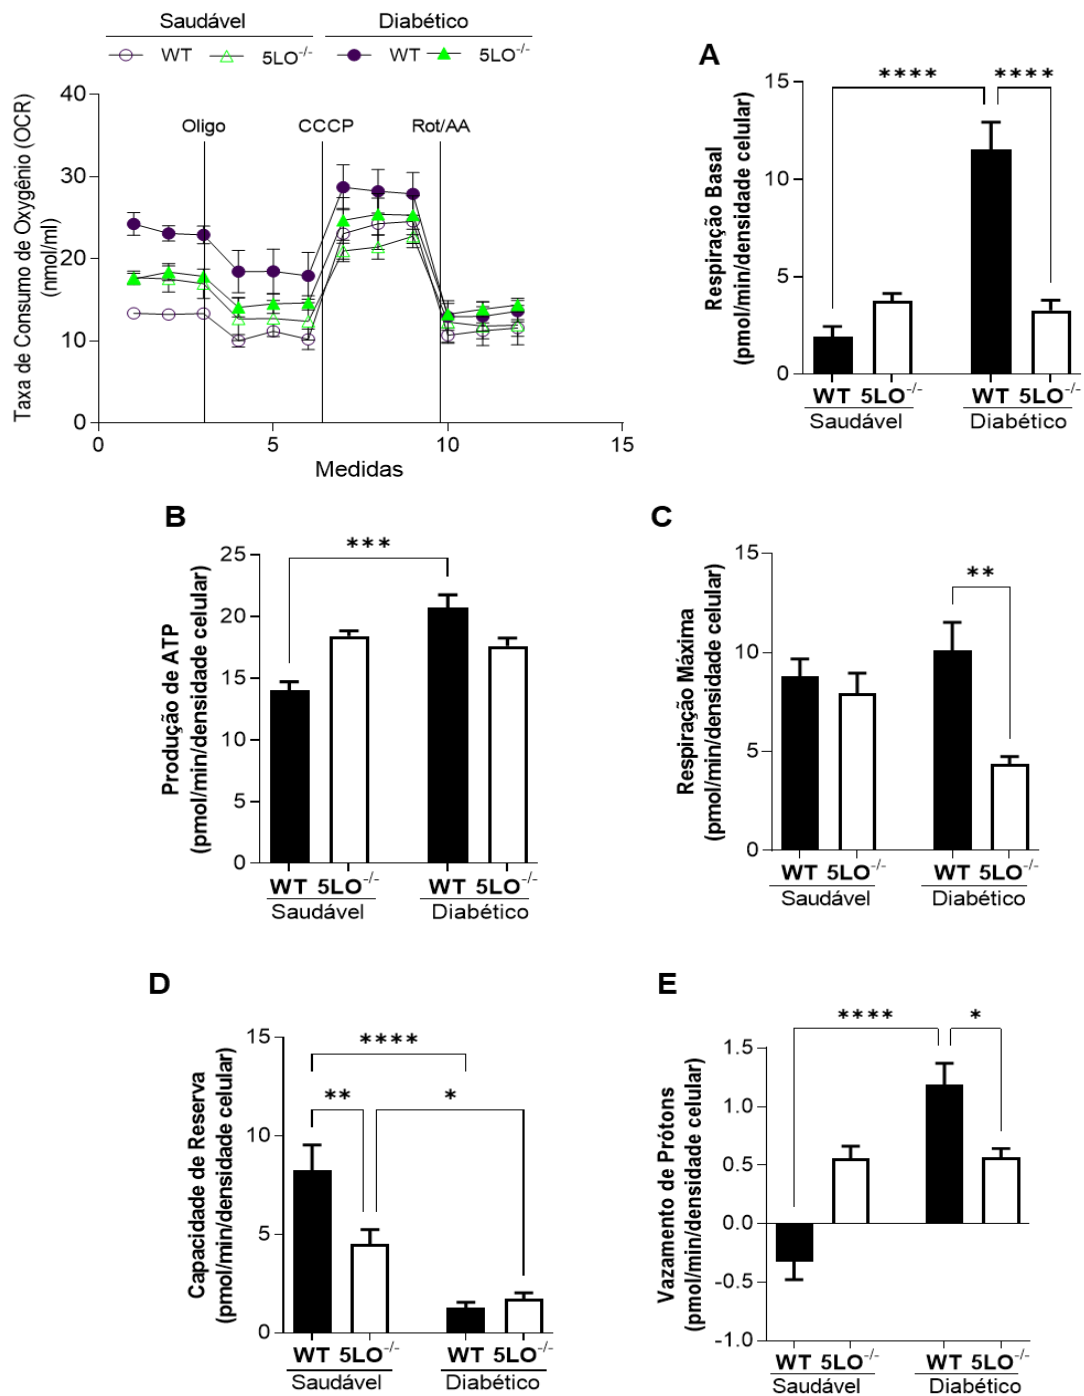 Saudável Diabético
WT 5LO-/- WT 5LO-/-
Taxa de Consumo de Oxygênio (OCR)
(nmol/ml)
40
30
20
10
0
Oligo CCCP Rot/AA
0 5 10 15
Medidas
A
Respiração Basal
(pmol/min/densidade celular)
15
10
5
0
**** ****
WT 5LO-/- WT 5LO-/-
Saudável Diabético
B
Produção de ATP
(pmol/min/densidade celular)
25
20
15
10
5
0
***
WT 5LO-/- WT 5LO-/-
Saudável Diabético
C
Respiração Máxima
(pmol/min/densidade celular)
15
10
5
0
**
WT 5LO-/- WT 5LO-/-
Saudável Diabético
D
Capacidade de Reserva
(pmol/min/densidade celular)
15
10
5
0
****
** *
WT 5LO-/- WT 5LO-/-
Saudável Diabético
E
Vazamento de Prótons
(pmol/min/densidade celular)
1.5
1.0
0.5
0.0
-0.5
-1.0
**** *
WT 5LO-/- WT 5LO-/-
Saudável Diabético